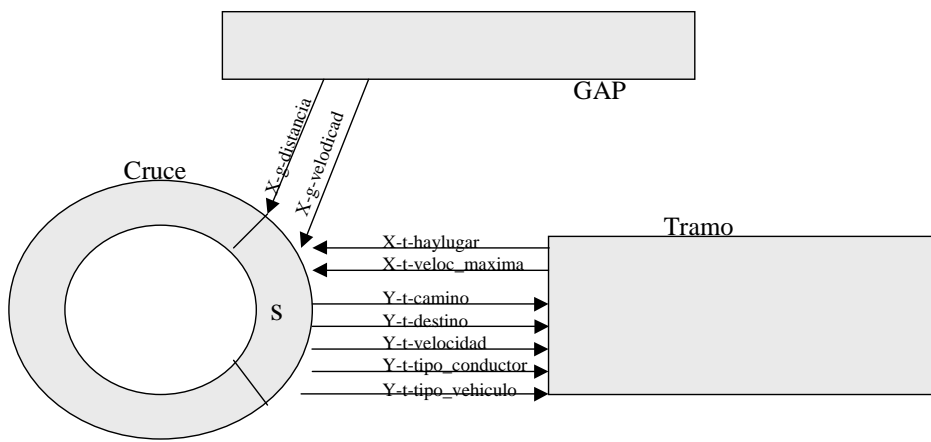 GAP
X-g-distancia
X-g-velodicad
Cruce
Tramo
X-t-haylugar
X-t-veloc_maxima
Y-t-camino
s
Y-t-destino
Y-t-velocidad
Y-t-tipo_conductor
Y-t-tipo_vehiculo